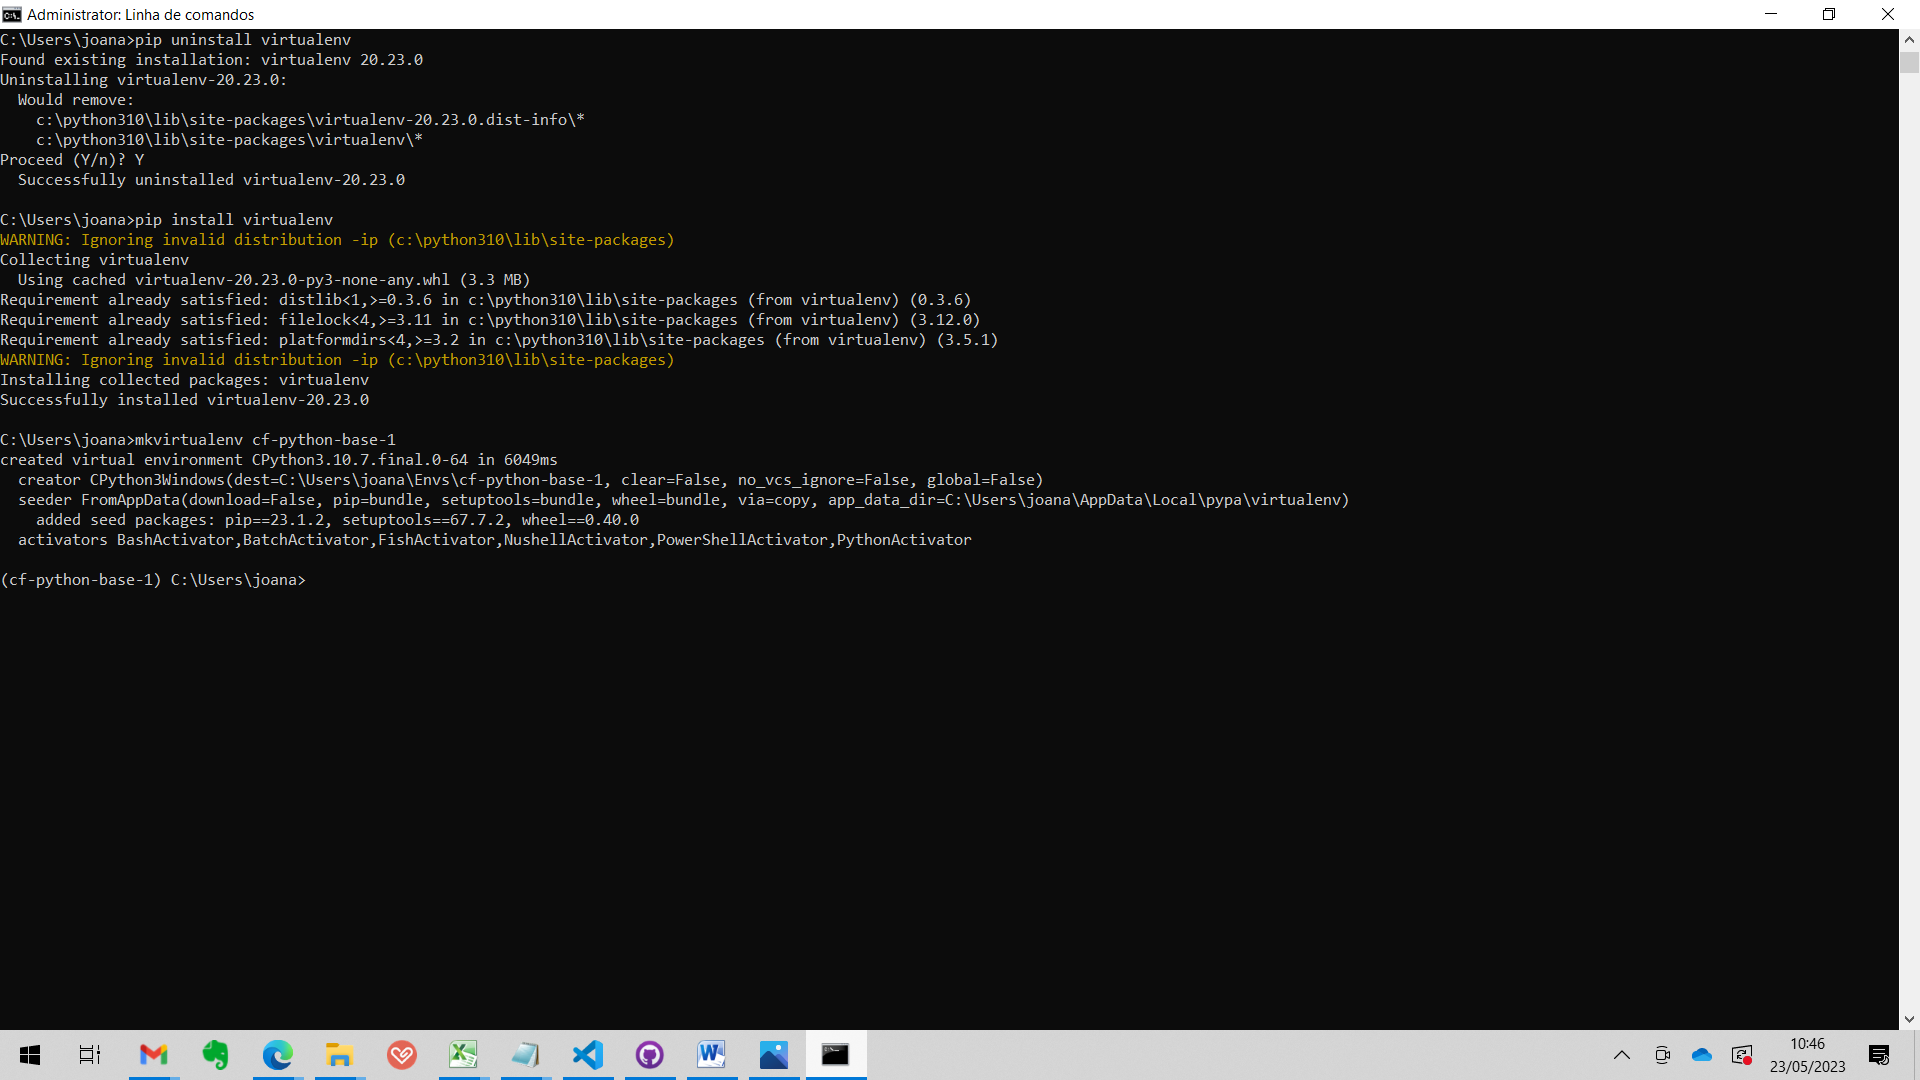 Administrator: Linha de comandos
C:\Users\joana>pip uninstall virtualenv
Found existing installation: virtualenv 20.23.0
Uninstalling virtualenv-20.23.0:
  Would remove:
    c:\python310\lib\site-packages\virtualenv-20.23.0.dist-info\*
    c:\python310\lib\site-packages\virtualenv\*
Proceed (Y/n)? Y
  Successfully uninstalled virtualenv-20.23.0
C:\Users\joana>pip install virtualenv
WARNING: Ignoring invalid distribution -ip (c:\python310\lib\site-packages)
Collecting virtualenv
  Using cached virtualenv-20.23.0-py3-none-any.whl (3.3 MB)
Requirement already satisfied: distlib<1,>=0.3.6 in c:\python310\lib\site-packages (from virtualenv) (0.3.6)
Requirement already satisfied: filelock<4,>=3.11 in c:\python310\lib\site-packages (from virtualenv) (3.12.0)
Requirement already satisfied: platformdirs<4,>=3.2 in c:\python310\lib\site-packages (from virtualenv) (3.5.1)
WARNING: Ignoring invalid distribution -ip (c:\python310\lib\site-packages)
Installing collected packages: virtualenv
Successfully installed virtualenv-20.23.0
C:\Users\joana>mkvirtualenv cf-python-base-1
created virtual environment CPython3.10.7.final.0-64 in 6049ms
  creator CPython3Windows(dest=C:\Users\joana\Envs\cf-python-base-1, clear=False, no_vcs_ignore=False, global=False)
  seeder FromAppData(download=False, pip=bundle, setuptools=bundle, wheel=bundle, via=copy, app_data_dir=C:\Users\joana\AppData\Local\pypa\virtualenv)
    added seed packages: pip==23.1.2, setuptools==67.7.2, wheel==0.40.0
  activators BashActivator,BatchActivator,FishActivator,NushellActivator,PowerShellActivator,PythonActivator
(cf-python-base-1) C:\Users\joana>
10:46
23/05/2023